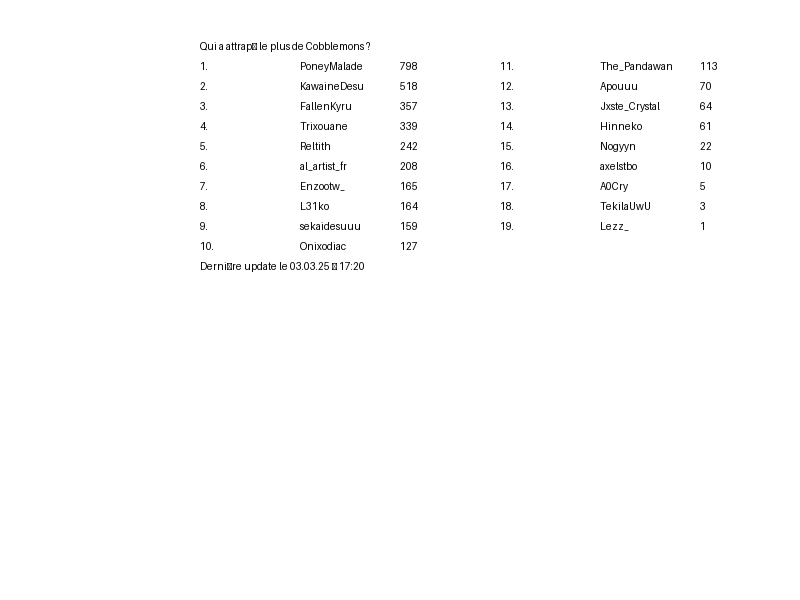 Qui a attrap▯ le plus de Cobblemons ?
1. PoneyMalade 798 11. The_Pandawan 113
2. KawaineDesu 518 12. Apouuu 70
3. FallenKyru 357 13. Jxste_Crystal 64
4. Trixouane 339 14. Hinneko 61
5. Reltith 242 15. Nogyyn 22
6. al_artist_fr 208 16. axelstbo 10
7. Enzootw_ 165 17. A0Cry 5
8. L31ko 164 18. TekilaUwU 3
9. sekaidesuuu 159 19. Lezz_ 1
10. Onixodiac 127
Derni▯re update le 03.03.25 ▯ 17:20